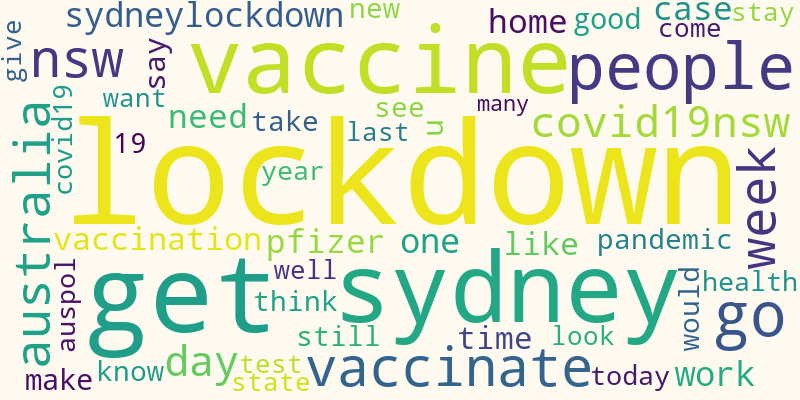 sydneylockdown
new
home
good
case
stay
give
nsw
say
vaccine
come
people
want
many
covid19
need
take
see
last
u
covid19nsw
australia
19
lockdown
year
week
vaccination
pfizer
one
like
pandemic
auspol
get
well
sydney
would
health
think
go
still
time
look
day
test
state
vaccinate
today
work
make
know